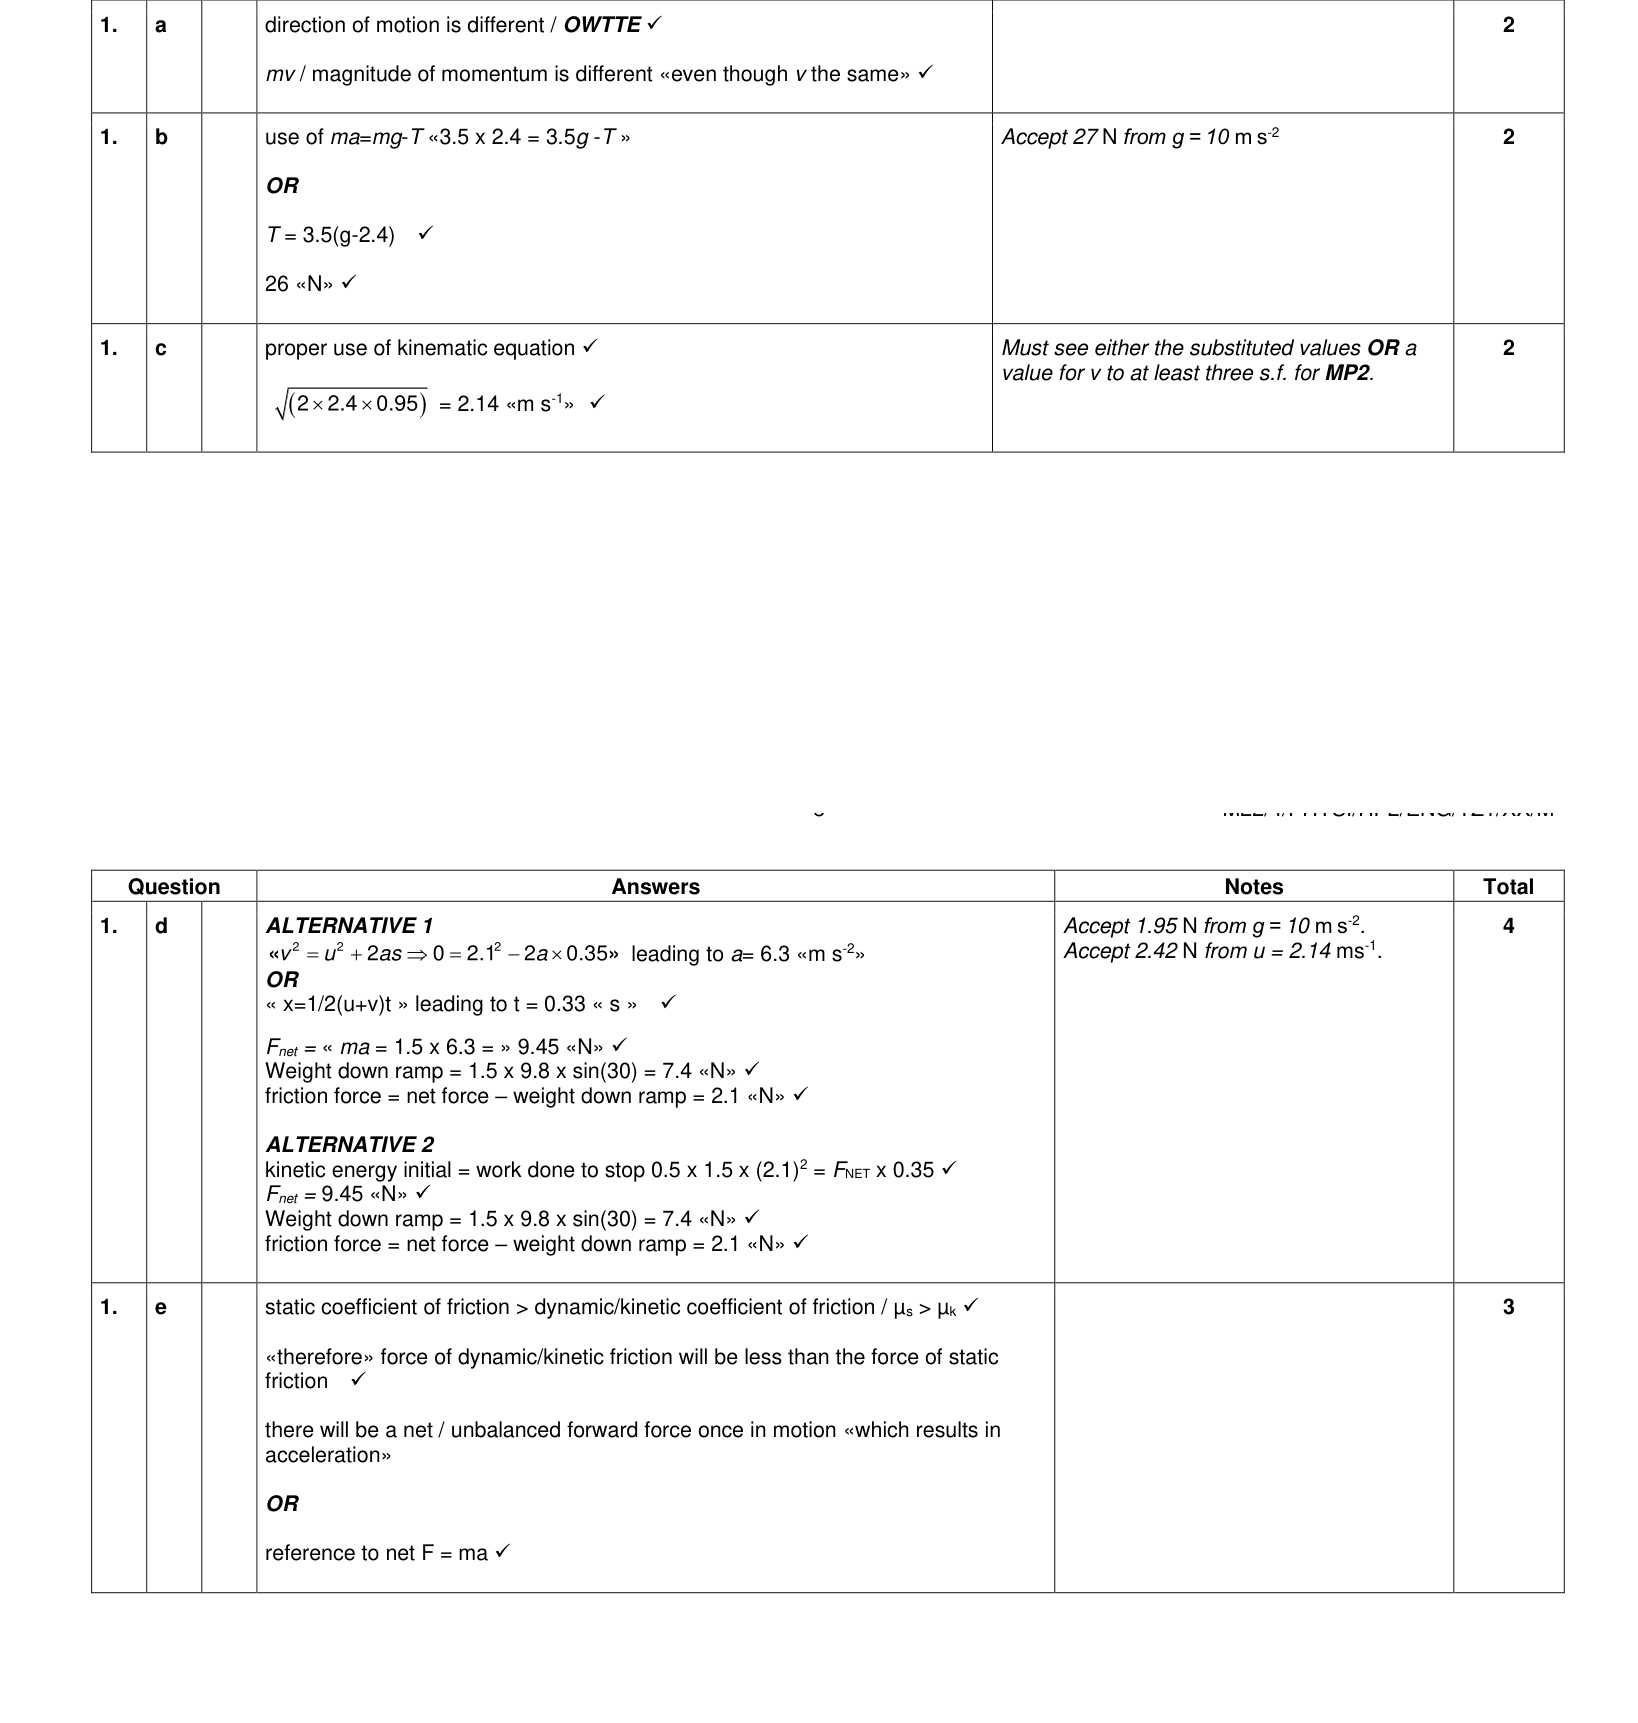 1. a direction of motion is different / OWTTE ✓ 2
mv / magnitude of momentum is different «even though v the same» ✓
1. b use of ma=mg-T «3.5 x 2.4 = 3.5g -T » Accept 27 N from g = 10 m s-2 2
OR
T = 3.5(g-2.4) ✓
26 «N» ✓
1. c proper use of kinematic equation ✓ Must see either the substituted values OR a 2
value for v to at least three s.f. for MP2.
√(2×2.4×0.95) = 2.14 «m s-1» ✓
Question Answers Notes Total
1. d ALTERNATIVE 1 Accept 1.95 N from g = 10 m s-2. 4
«v² = u² + 2as ⇒ 0 = 2.1² − 2a × 0.35» leading to a= 6.3 «m s-2» Accept 2.42 N from u = 2.14 ms-1.
OR
« x=1/2(u+v)t » leading to t = 0.33 « s » ✓
Fnet = « ma = 1.5 x 6.3 = » 9.45 «N» ✓
Weight down ramp = 1.5 x 9.8 x sin(30) = 7.4 «N» ✓
friction force = net force – weight down ramp = 2.1 «N» ✓
ALTERNATIVE 2
kinetic energy initial = work done to stop 0.5 x 1.5 x (2.1)² = FNET x 0.35 ✓
Fnet = 9.45 «N» ✓
Weight down ramp = 1.5 x 9.8 x sin(30) = 7.4 «N» ✓
friction force = net force – weight down ramp = 2.1 «N» ✓
1. e static coefficient of friction > dynamic/kinetic coefficient of friction / µs > µk ✓ 3
«therefore» force of dynamic/kinetic friction will be less than the force of static
friction ✓
there will be a net / unbalanced forward force once in motion «which results in
acceleration»
OR
reference to net F = ma ✓